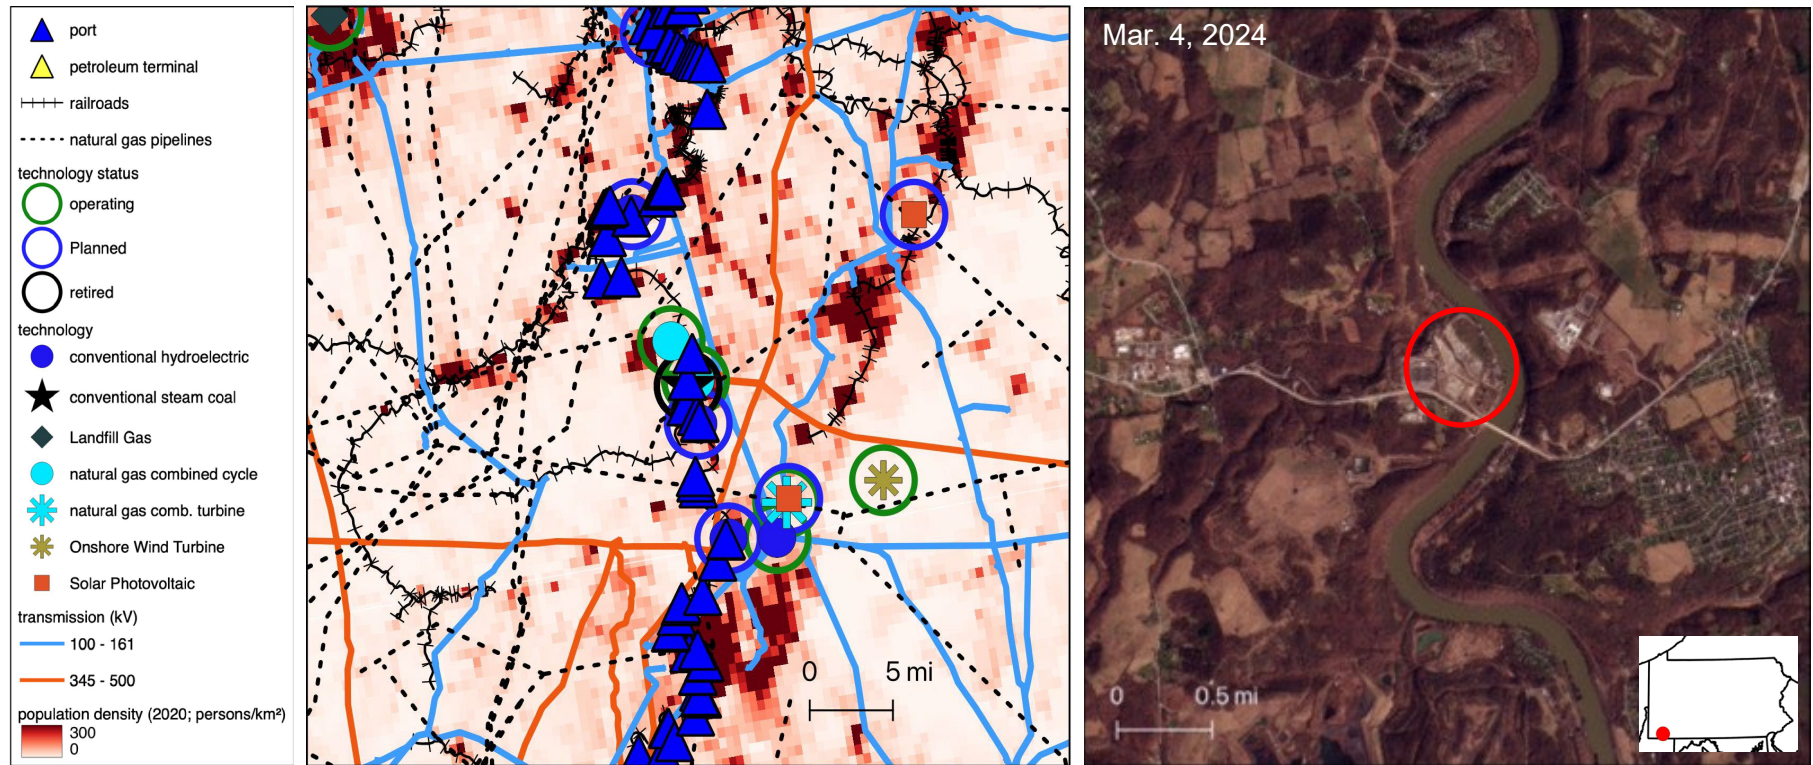 port
petroleum terminal
railroads
natural gas pipelines
technology status
operating
Planned
retired
technology
conventional hydroelectric
conventional steam coal
Landfill Gas
natural gas combined cycle
natural gas comb. turbine
Onshore Wind Turbine
Solar Photovoltaic
transmission (kV)
100 - 161
345 - 500
population density (2020; persons/km²)
300
0
0 5 mi
Mar. 4, 2024
0 0.5 mi